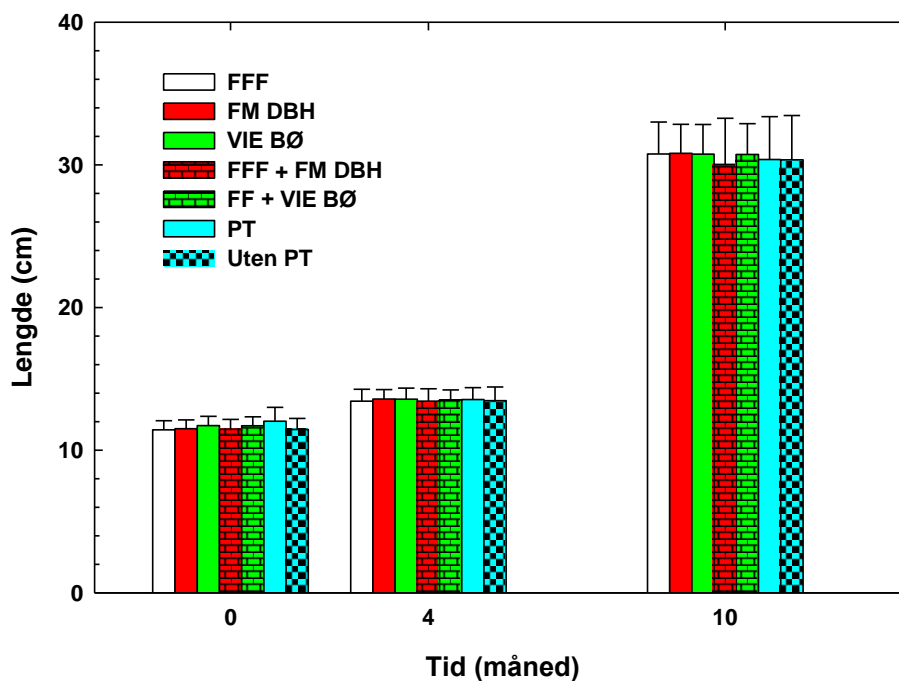 40
30
20
10
0
Lengde (cm)
FFF
FM DBH
VIE BØ
FFF + FM DBH
FF + VIE BØ
PT
Uten PT
0 4 10
Tid (måned)